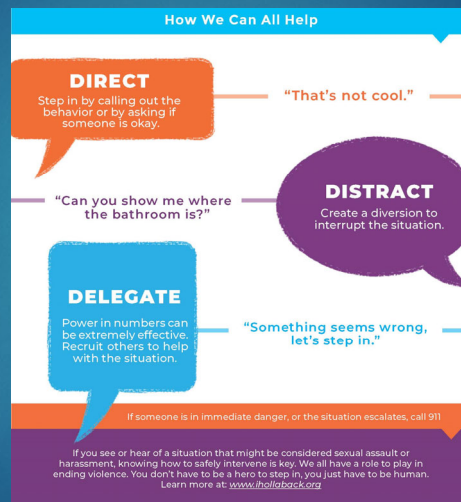 How We Can All Help
DIRECT
Step in by calling out the
behavior or by asking if
someone is okay.
“That’s not cool.”
“Can you show me where
the bathroom is?”
DISTRACT
Create a diversion to
interrupt the situation.
DELEGATE
Power in numbers can
be extremely effective.
Recruit others to help
with the situation.
“Something seems wrong,
let’s step in.”
If someone is in immediate danger, or the situation escalates, call 911
If you see or hear of a situation that might be considered sexual assault or
harassment, knowing how to safely intervene is key. We all have a role to play in
ending violence. You don’t have to be a hero to step in, you just have to be human.
Learn more at: www.ihollaback.org